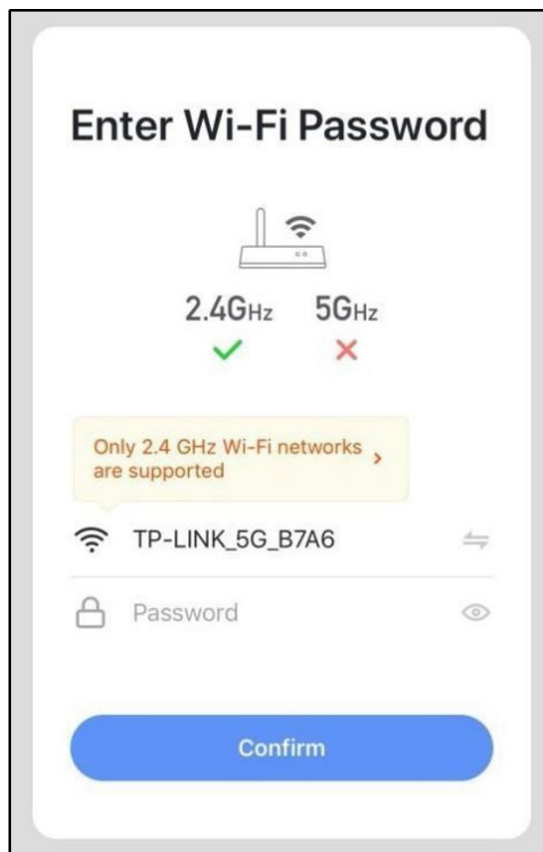 Enter Wi-Fi Password
2.4GHz 5GHz
Only 2.4 GHz Wi-Fi networks
are supported
TP-LINK_5G_B7A6
Password
Confirm